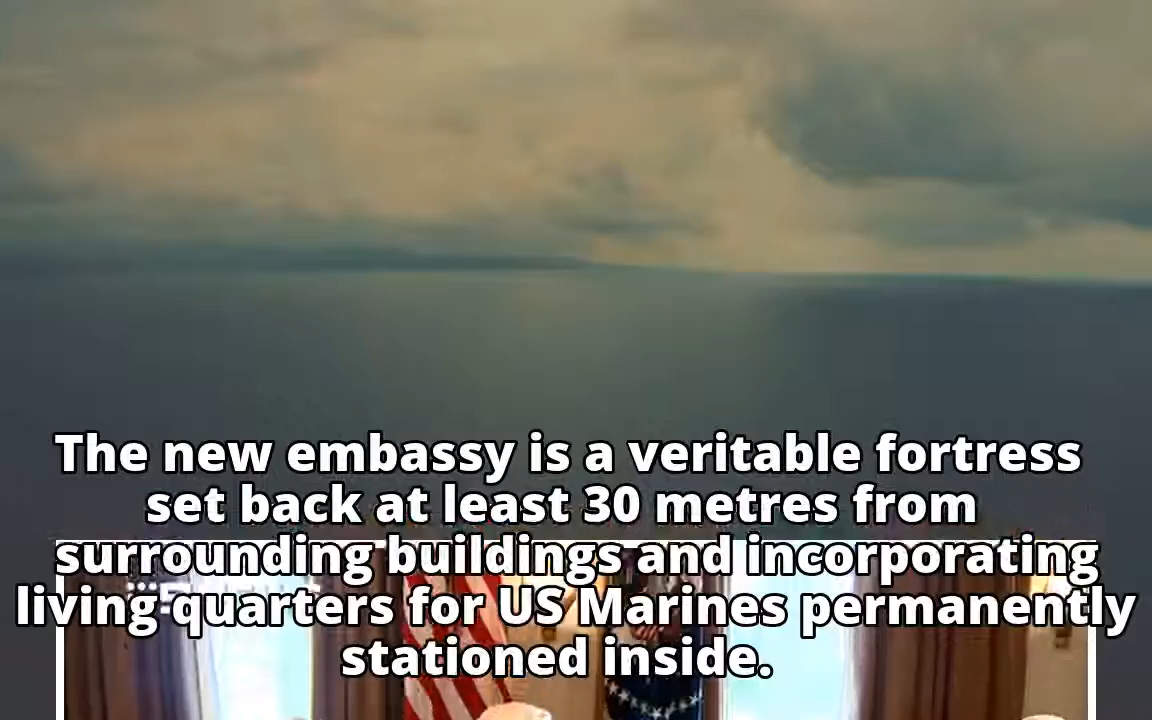 The new embassy is a veritable fortress
set back at least 30 metres from
surrounding buildings and incorporating
living quarters for US Marines permanently
stationed inside.